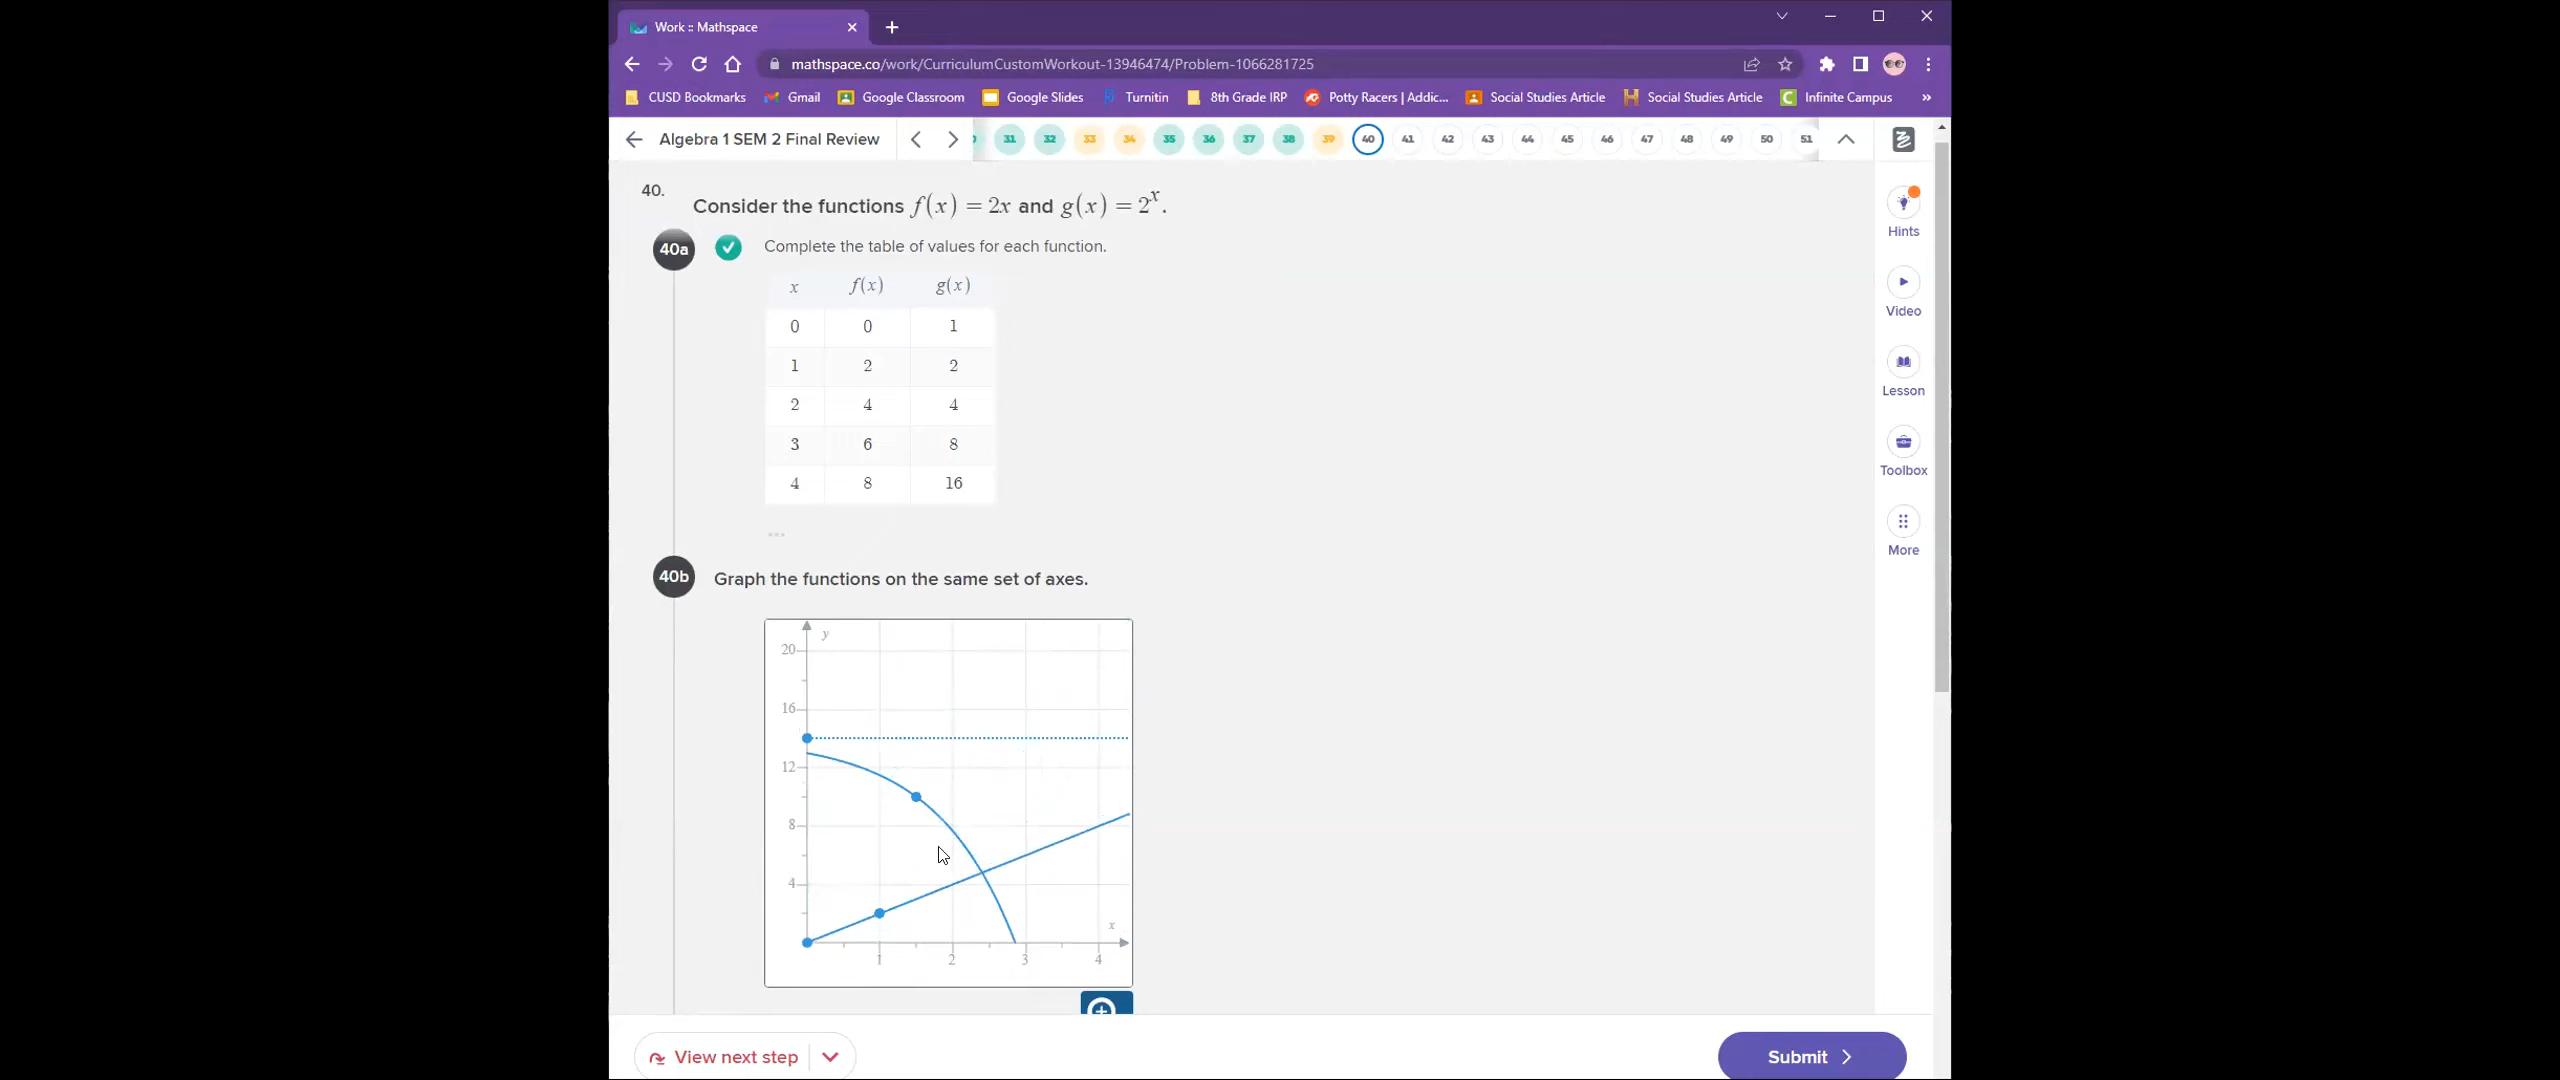 Work :: Mathspace
mathspace.co/work/CurriculumCustomWorkout-13946474/Problem-1066281725
CUSD Bookmarks Gmail Google Classroom Google Slides Turnitin 8th Grade IRP Potty Racers | Addic... Social Studies Article Social Studies Article Infinite Campus »
Algebra 1 SEM 2 Final Review 31 32 33 34 35 36 37 38 39 40 41 42 43 44 45 46 47 48 49 50 51
40.
Consider the functions f(x) = 2x and g(x) = 2^x.
40a Complete the table of values for each function.
x f(x) g(x)
0 0 1
1 2 2
2 4 4
3 6 8
4 8 16
...
40b Graph the functions on the same set of axes.
y
20
16
12
8
4
x
1 2 3 4
Hints
Video
Lesson
Toolbox
More
View next step
Submit